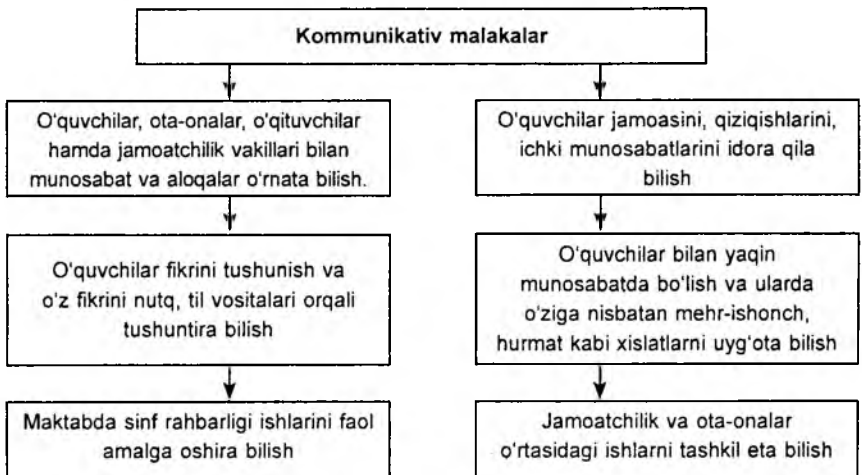 Kommunikativ malakalar
O'quvchilar, ota-onalar, o'qituvchilar
hamda jamoatchilik vakillari bilan
munosabat va aloqalar o'rnata bilish.
O'quvchilar jamoasini, qiziqishlarini,
ichki munosabatlarini idora qila
bilish
O'quvchilar fikrini tushunish va
o'z fikrini nutq, til vositalari orqali
tushuntira bilish
O'quvchilar bilan yaqin
munosabatda bo'lish va ularda
o'ziga nisbatan mehr-ishonch,
hurmat kabi xislatlarni uyg'ota bilish
Maktabda sinf rahbarligi ishlarini faol
amalga oshira bilish
Jamoatchilik va ota-onalar
o'rtasidagi ishlarni tashkil eta bilish